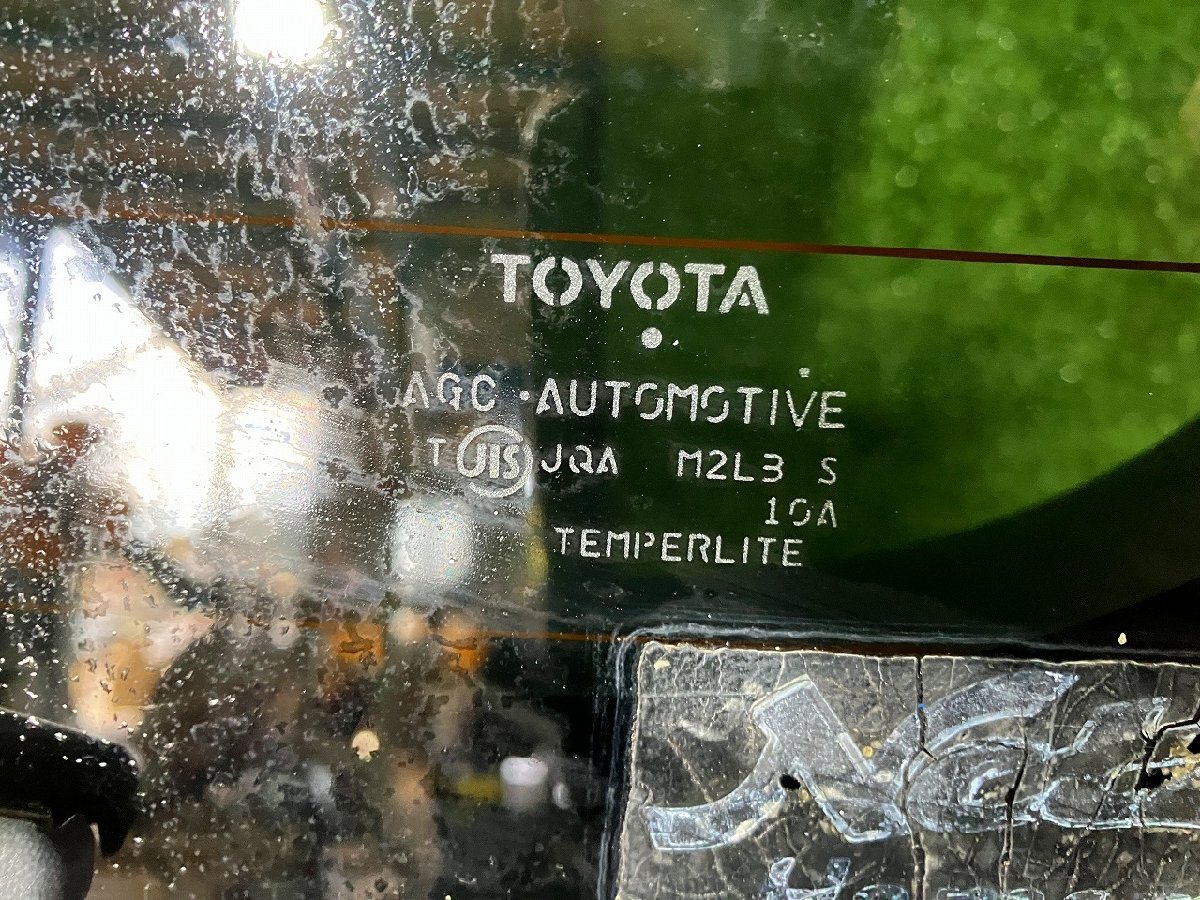 TOYOTA
AGC AUTOMOTIVE
T JIS JQA M2L3 S
10A
TEMPERLITE